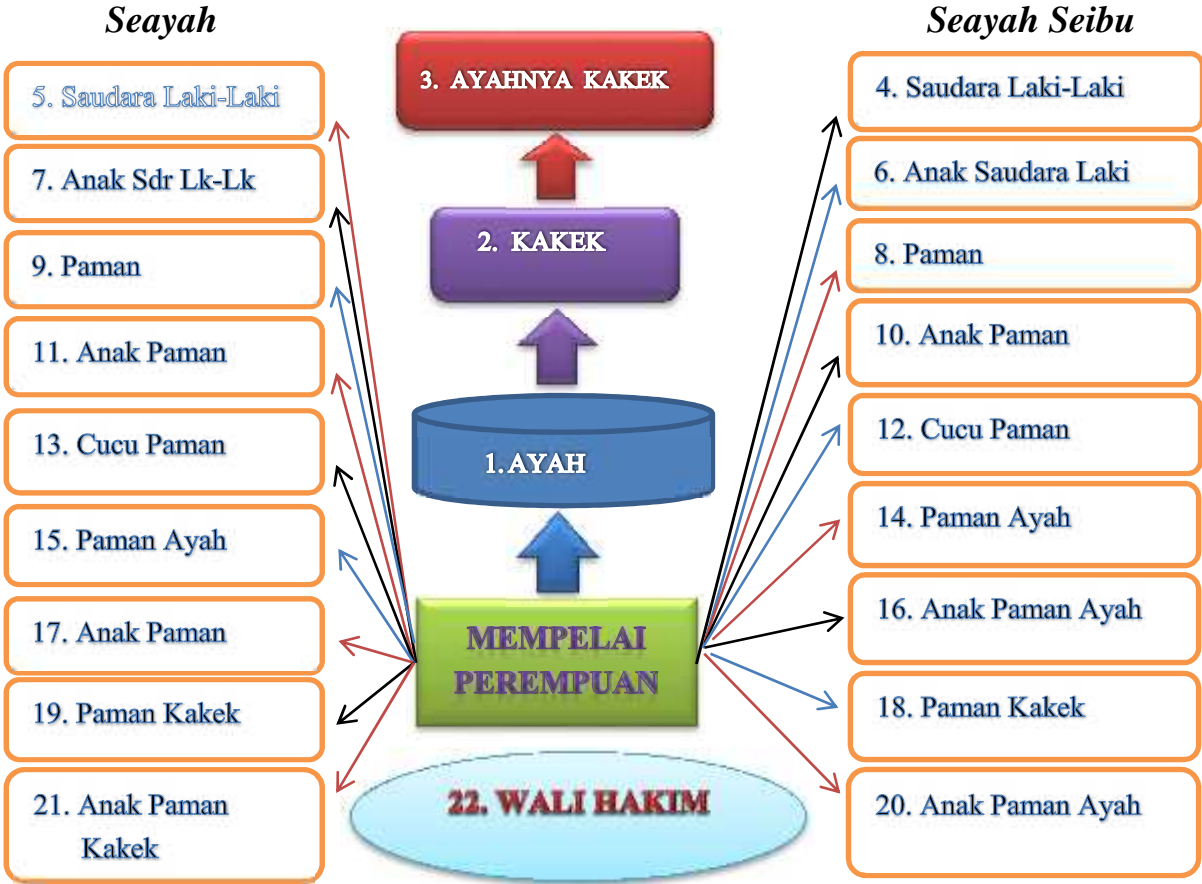 Seayah
5. Saudara Laki-Laki
7. Anak Sdr Lk-Lk
9. Paman
11. Anak Paman
13. Cucu Paman
15. Paman Ayah
17. Anak Paman
19. Paman Kakek
21. Anak Paman
Kakek
3. AYAHNYA KAKEK
2. KAKEK
1. AYAH
MEMPELAI
PEREMPUAN
22. WALI HAKIM
Seayah Seibu
4. Saudara Laki-Laki
6. Anak Saudara Laki
8. Paman
10. Anak Paman
12. Cucu Paman
14. Paman Ayah
16. Anak Paman Ayah
18. Paman Kakek
20. Anak Paman Ayah